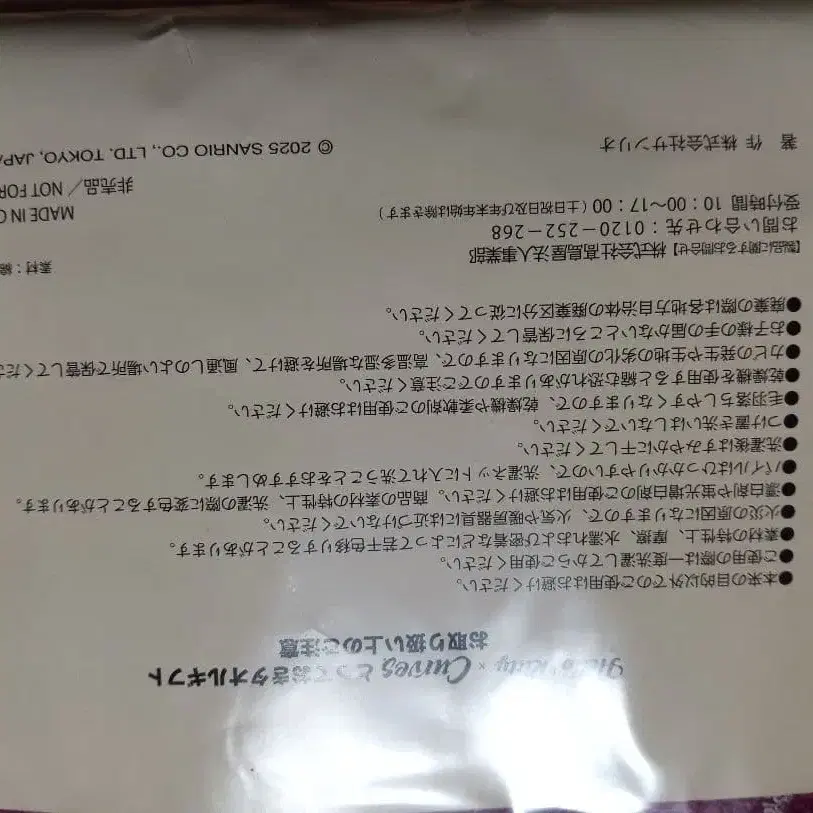 Hello Kitty × Curves とっておきタオルギフト
お取り扱い上のご注意
●本来の目的以外でのご使用はお避けください。
●ご使用の際は一度洗濯してからご使用ください。
●素材の特性上、摩擦、水濡れおよび密着などによって若干色移りすることがあります。
●火災の原因になりますので、火気や暖房器具には近づけないでください。
●漂白剤や蛍光増白剤のご使用はお避けください。商品の素材の特性上、洗濯の際に変色することがあります。
●パイルはひっかかりやすいので、洗濯ネットに入れて洗うことをおすすめします。
●洗濯後はすみやかに干してください。
●つけ置き洗いはしないでください。
●毛羽落ちしやすくなりますので、乾燥機や柔軟剤のご使用はお避けください。
●乾燥機を使用すると縮む恐れがありますのでご注意ください。
●カビの発生や生地の劣化の原因になりますので、高温多湿な場所を避けて、風通しのよい場所で保管してくださ
●お子様の手の届かないところに保管してください。
●廃棄の際は各地方自治体の廃棄区分に従ってください。
【製品に関するお問合せ】株式会社高島屋法人事業部
お問い合わせ先:0120-252-268
受付時間 10:00~17:00(土日祝日及び年末年始は除きます)
素材:綿
MADE IN C
非売品/NOT FOR
著 作 株式会社サンリオ
© 2025 SANRIO CO., LTD. TOKYO, JAPA